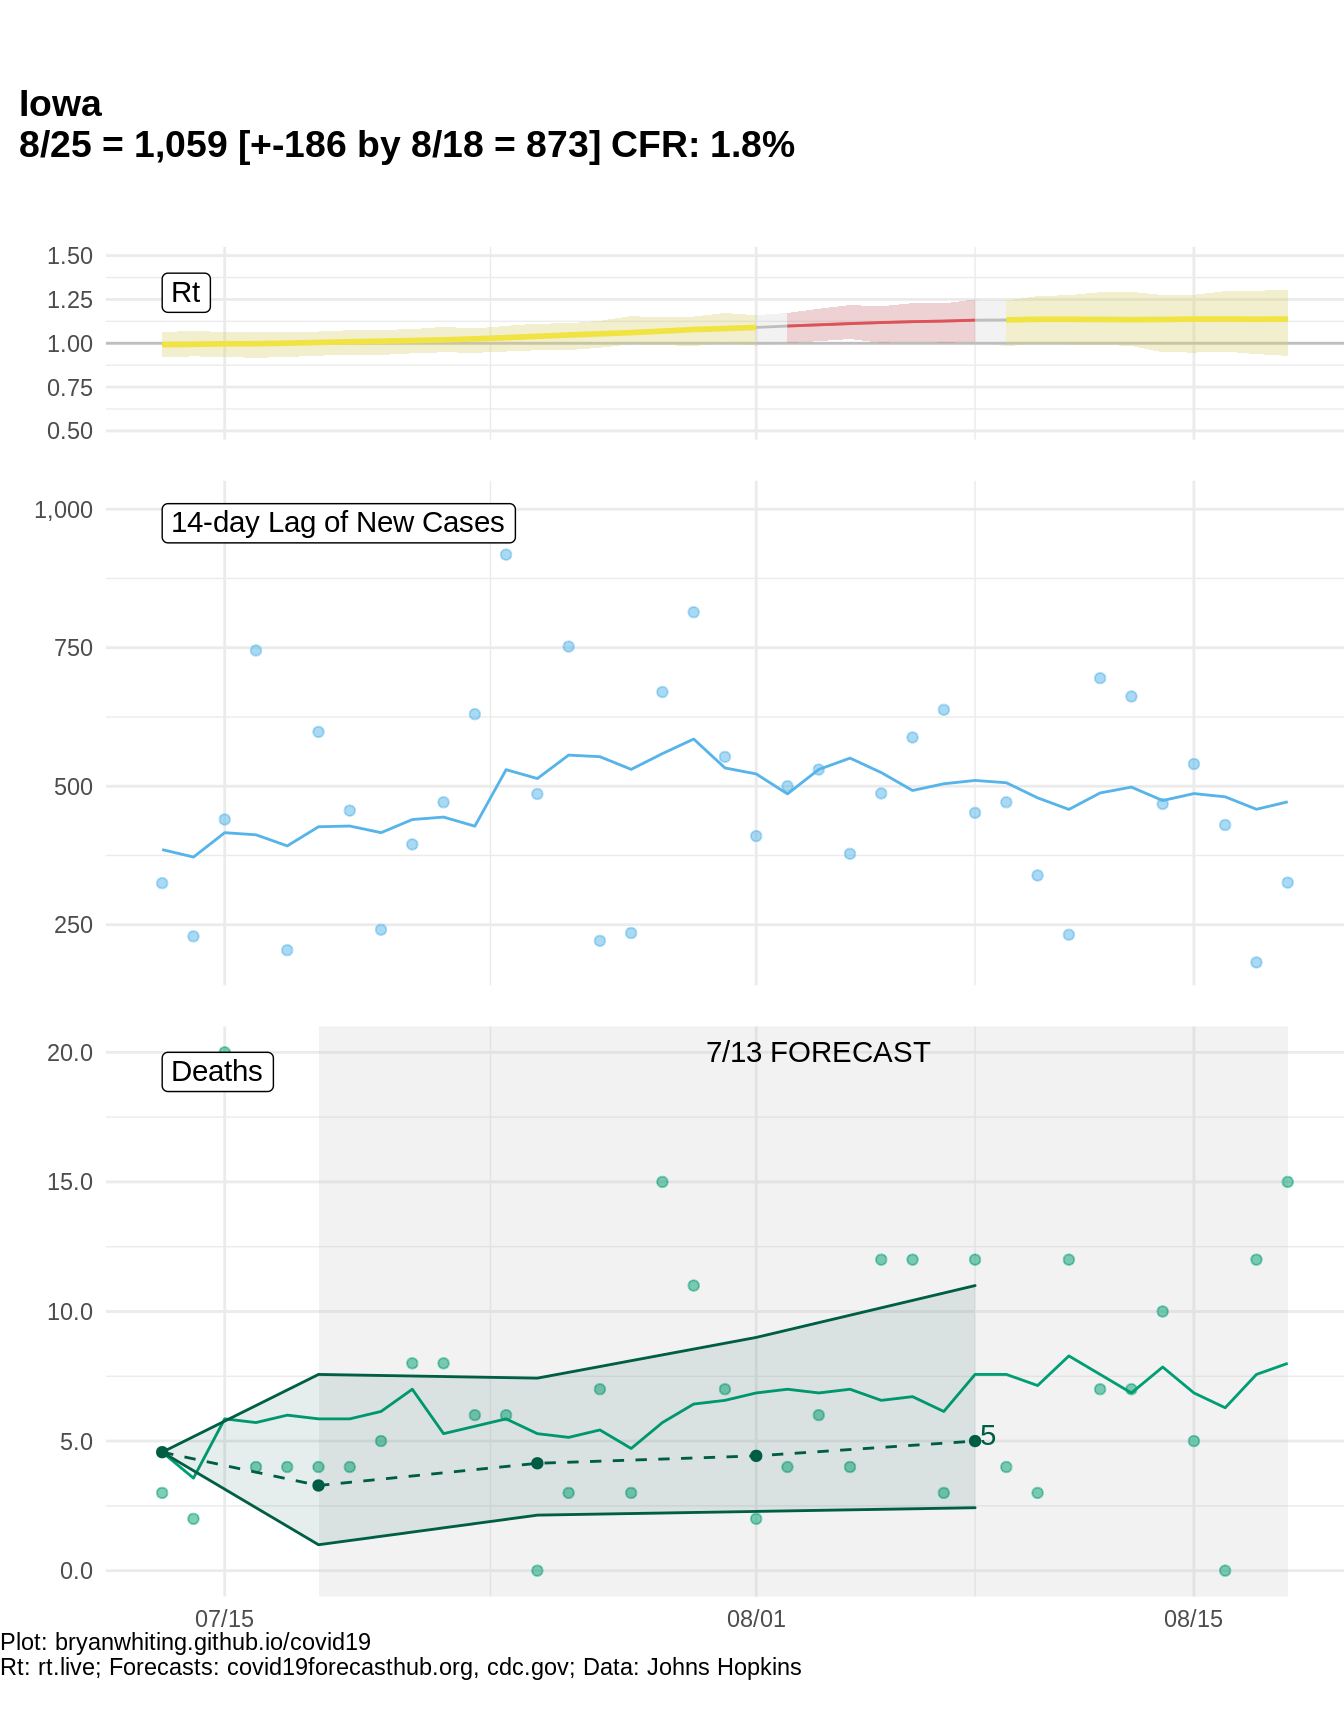 Iowa
8/25 = 1,059 [+-186 by 8/18 = 873] CFR: 1.8%
1.50
1.25
1.00
0.75
0.50
Rt
1,000
750
500
250
14-day Lag of New Cases
20.0
15.0
10.0
5.0
0.0
Deaths
7/13 FORECAST
5
07/15
08/01
08/15
Plot: bryanwhiting.github.io/covid19
Rt: rt.live; Forecasts: covid19forecasthub.org, cdc.gov; Data: Johns Hopkins